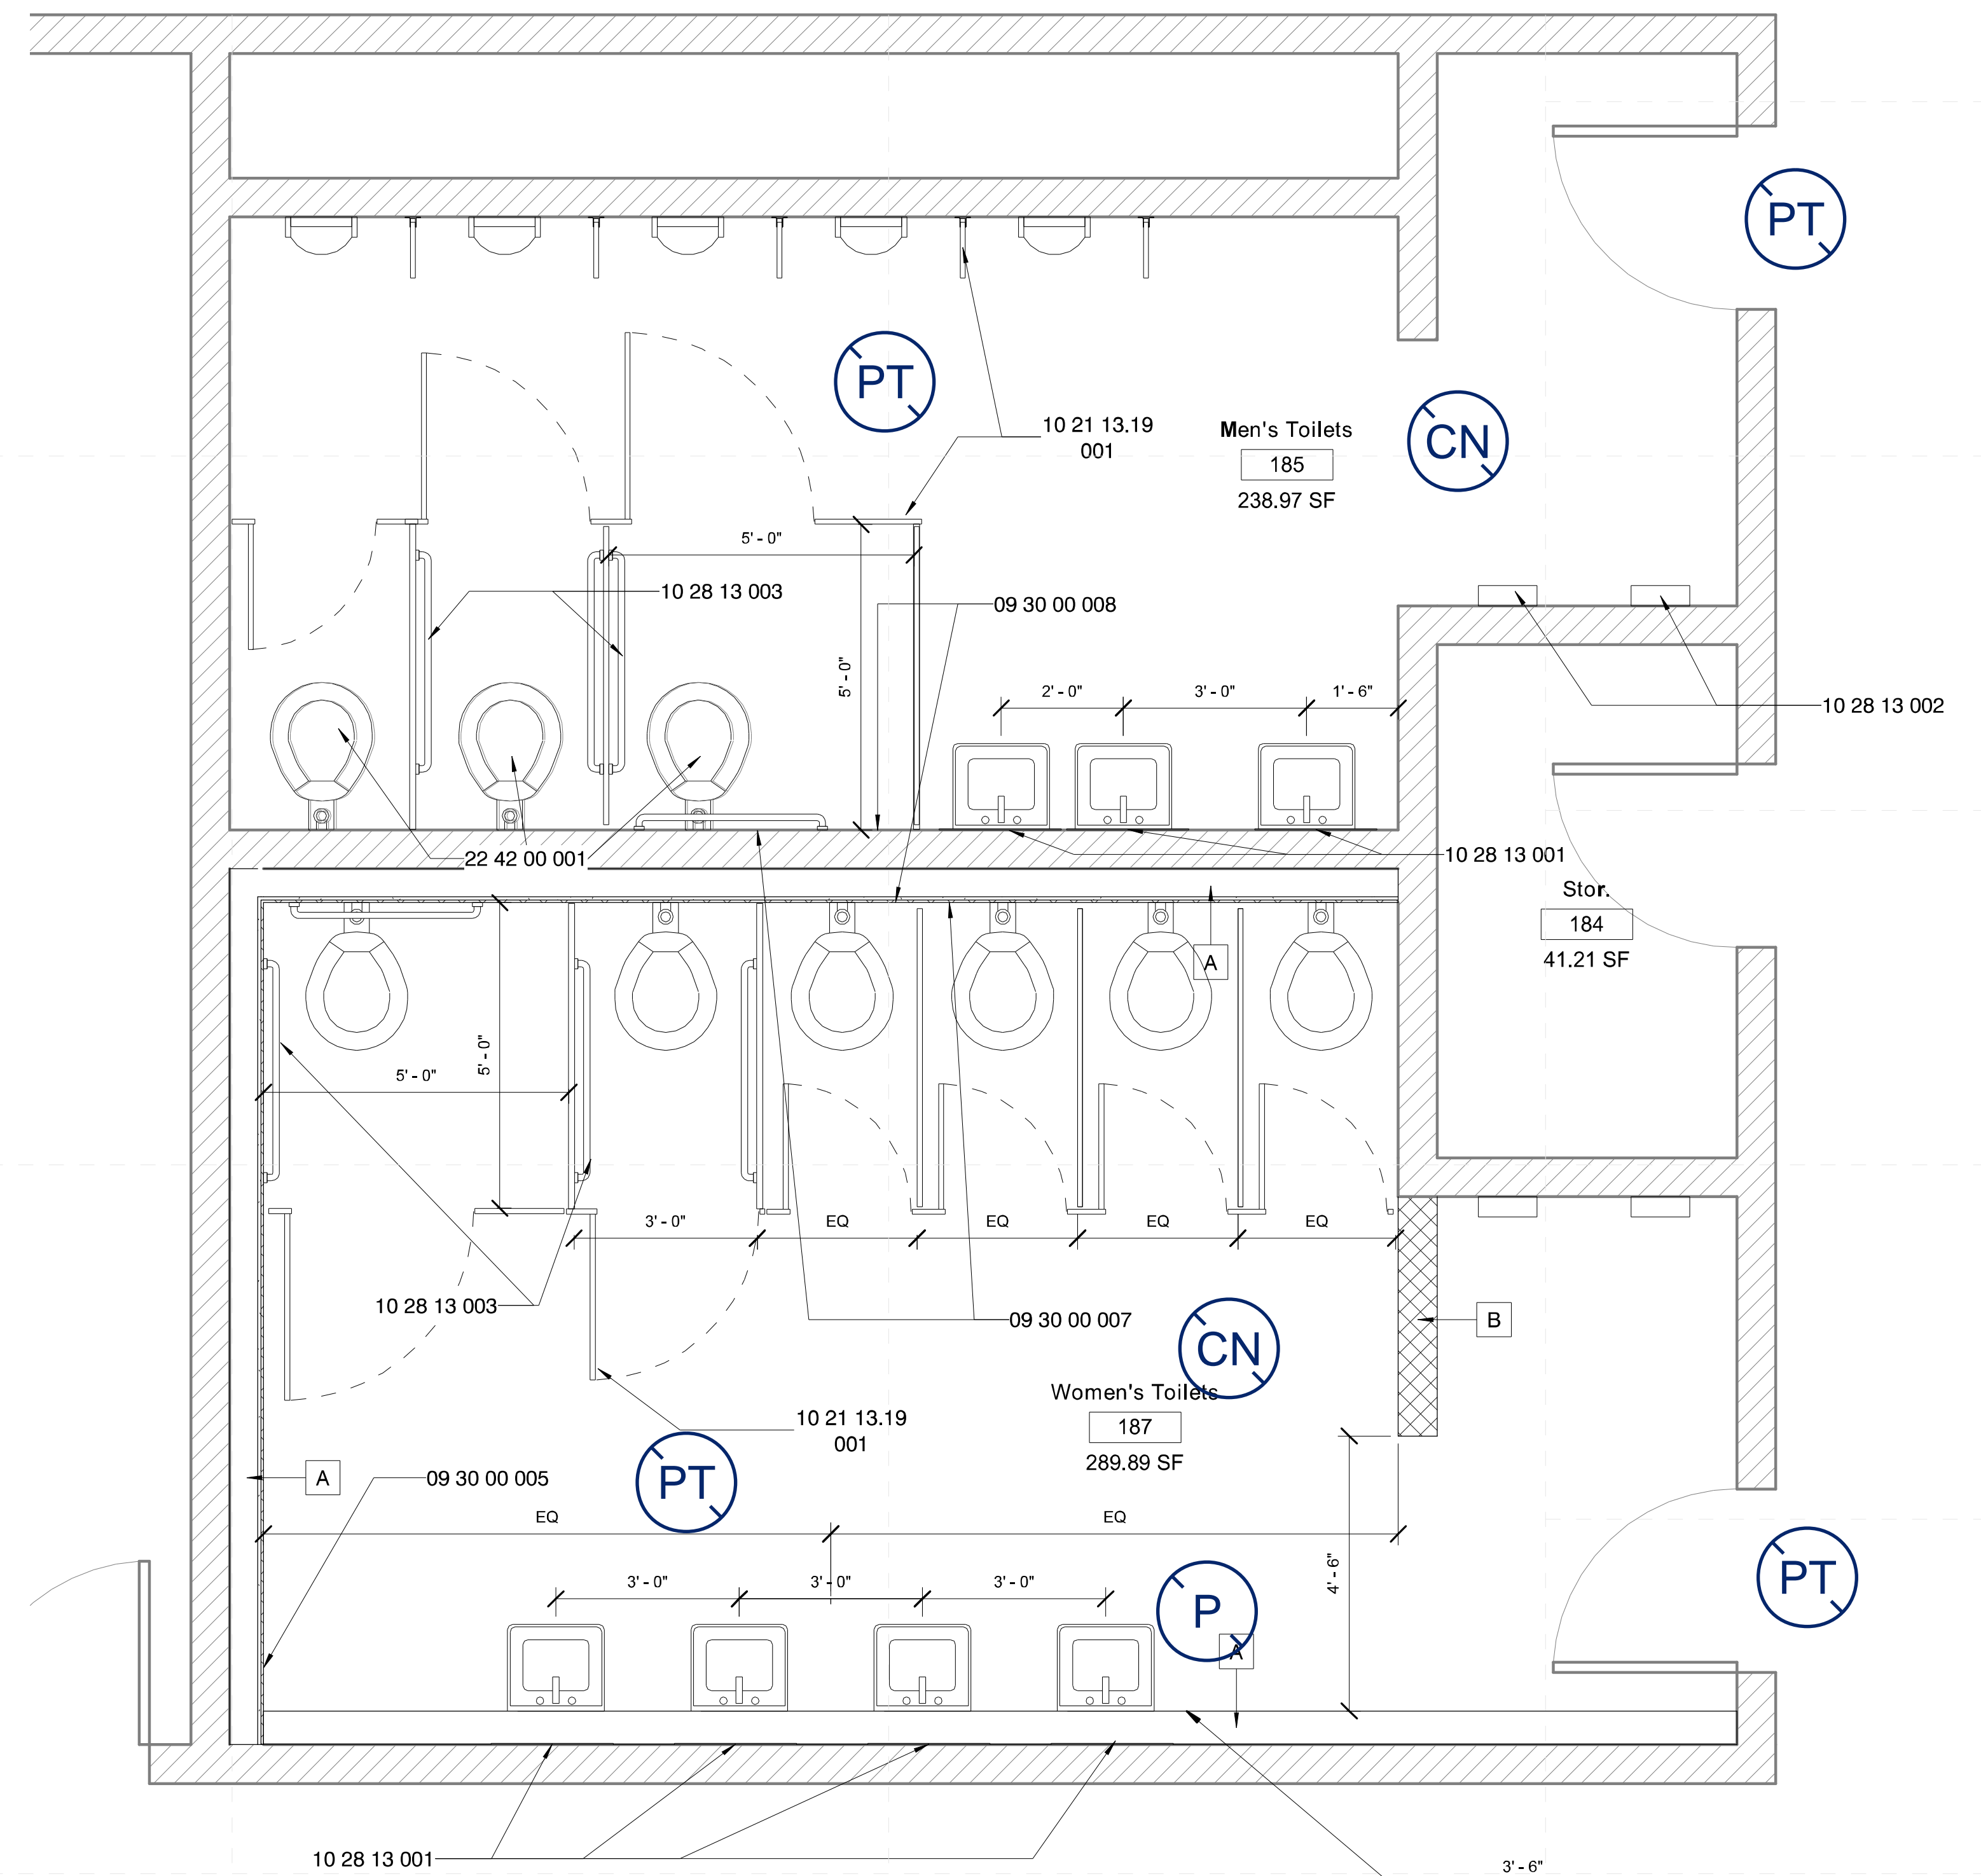 PT
PT
10 21 13.19
001
Men's Toilets
185
238.97 SF
CN
5' - 0"
10 28 13 003
09 30 00 008
5' - 0"
2' - 0"
3' - 0"
1' - 6"
10 28 13 002
22 42 00 001
10 28 13 001
Stor.
184
41.21 SF
A
5' - 0"
5' - 0"
3' - 0"
EQ
EQ
EQ
EQ
10 28 13 003
09 30 00 007
B
CN
Women's Toilets
187
289.89 SF
10 21 13.19
001
A
09 30 00 005
PT
EQ
EQ
4' - 6"
3' - 0"
3' - 0"
3' - 0"
P
A
PT
10 28 13 001
3' - 6"